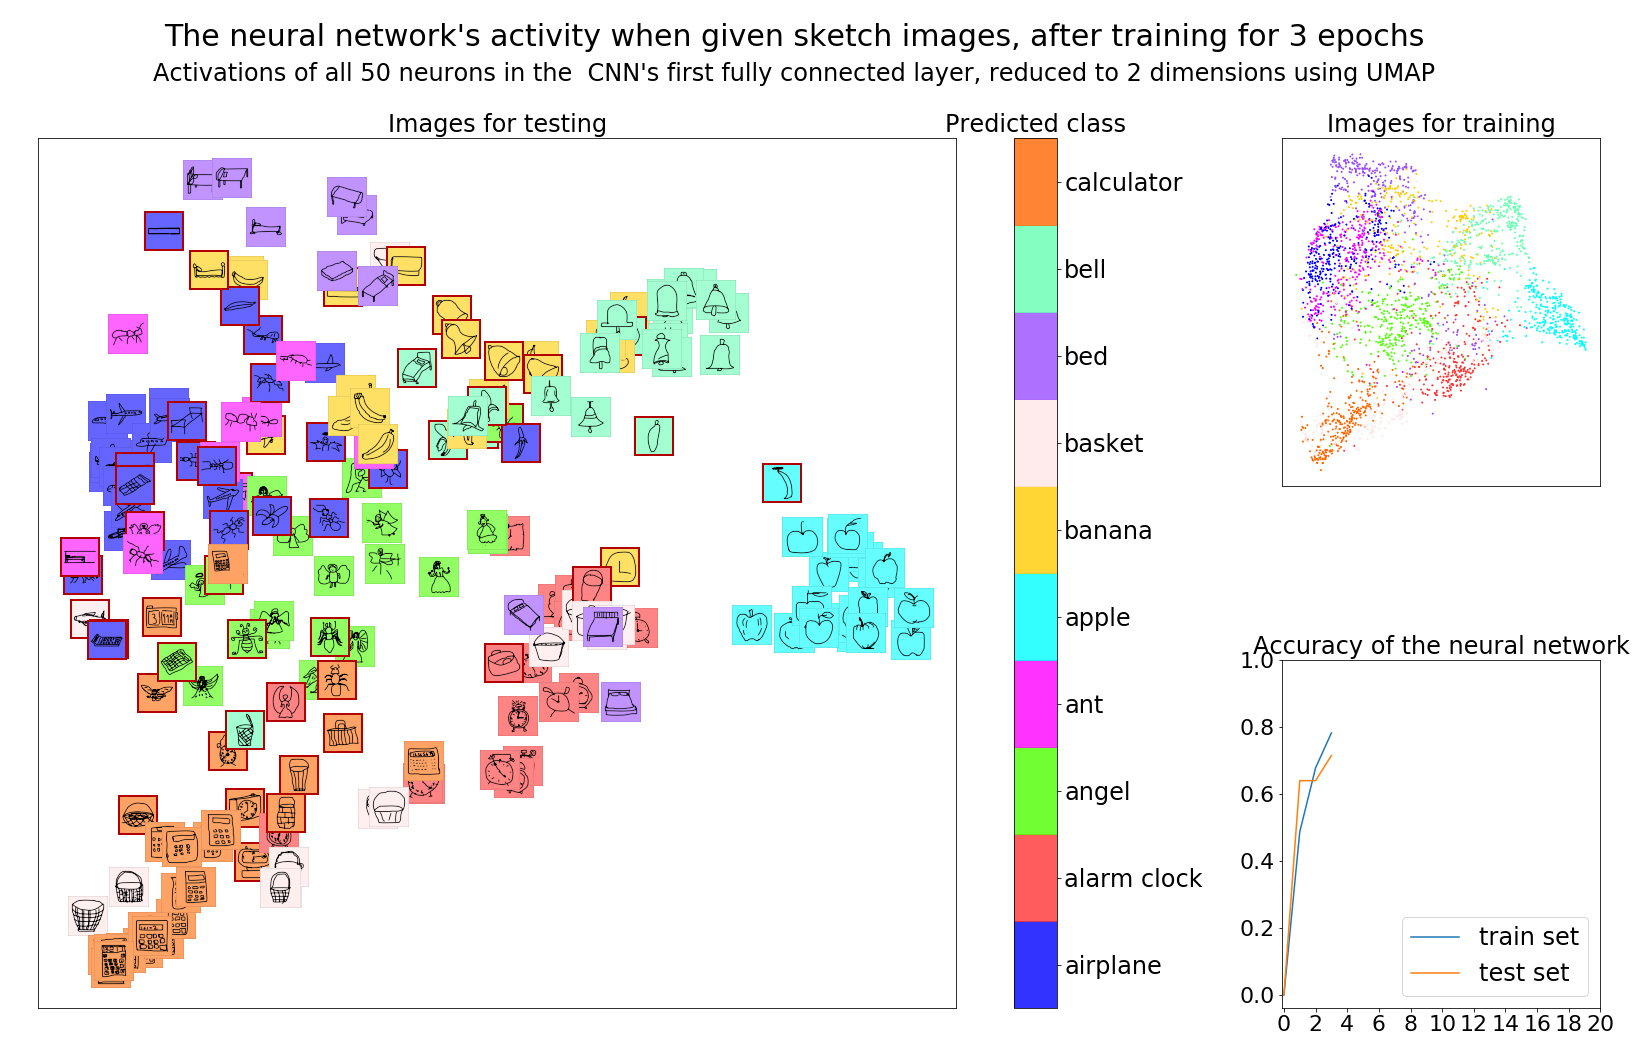 The neural network's activity when given sketch images, after training for 3 epochs
Activations of all 50 neurons in the  CNN's first fully connected layer, reduced to 2 dimensions using UMAP
Images for testing
Predicted class
calculator
bell
bed
basket
banana
apple
ant
angel
alarm clock
airplane
Images for training
Accuracy of the neural network
1.0
0.8
0.6
0.4
0.2
0.0
train set
test set
0 2 4 6 8 10 12 14 16 18 20